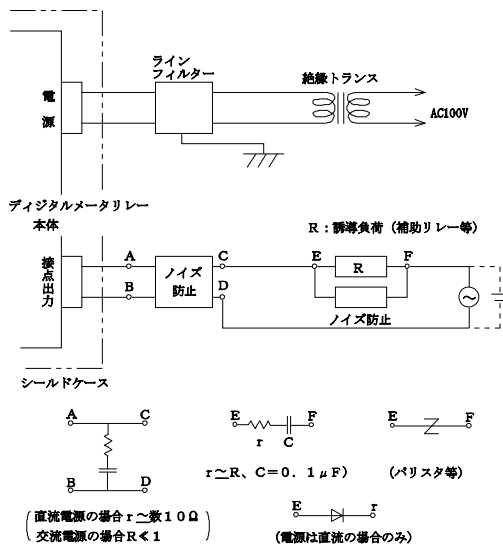 電源
ライン
フィルター
絶縁トランス
AC100V
ディジタルメータリレー
本体
R:誘導負荷(補助リレー等)
接点出力
A
B
ノイズ
防止
C
D
E
R
F
ノイズ防止
シールドケース
A C
B D
直流電源の場合r≃数10Ω
交流電源の場合R≪1
E F
r C
r≃R、C=0.1μF)
E F
(バリスタ等)
E r
(電源は直流の場合のみ)